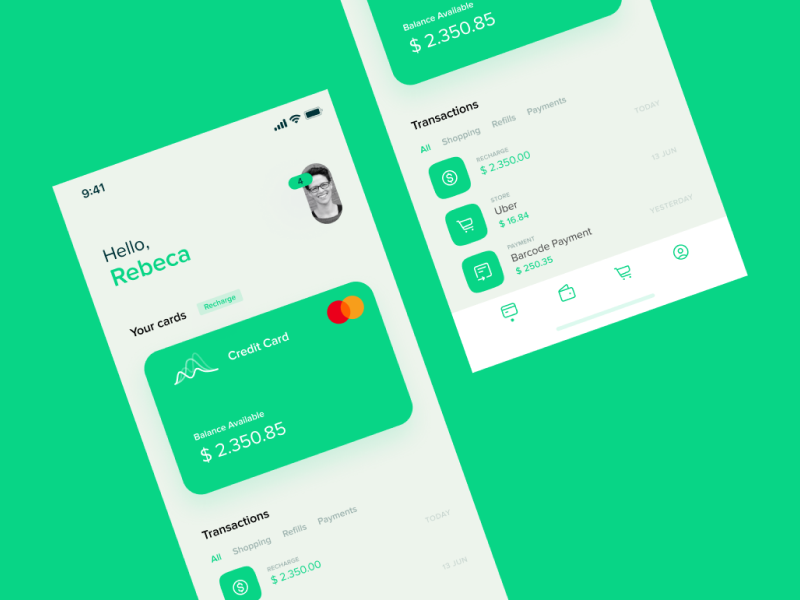 9:41
4
Hello,
Rebeca
Your cards
Recharge
Credit Card
Balance Available
$ 2.350.85
Transactions
All Shopping Refills Payments
TODAY
RECHARGE
$ 2.350.00
13 JUN
Balance Available
$ 2.350.85
Transactions
All Shopping Refills Payments
TODAY
RECHARGE
$ 2.350.00
13 JUN
STORE
Uber
$ 16.84
YESTERDAY
PAYMENT
Barcode Payment
$ 250.35